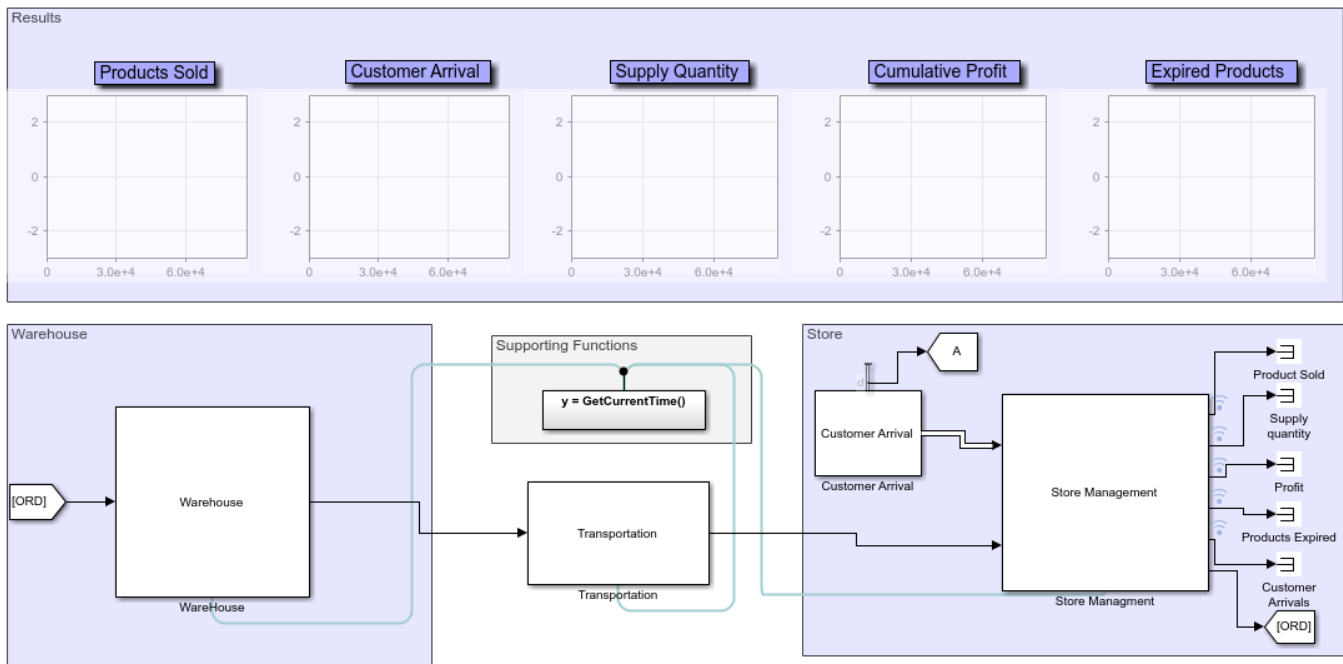 Results
Products Sold
Customer Arrival
Supply Quantity
Cumulative Profit
Expired Products
2
0
-2
0
3.0e+4
6.0e+4
2
0
-2
0
3.0e+4
6.0e+4
2
0
-2
0
3.0e+4
6.0e+4
2
0
-2
0
3.0e+4
6.0e+4
2
0
-2
0
3.0e+4
6.0e+4
Warehouse
[ORD]
Warehouse
WareHouse
Supporting Functions
y = GetCurrentTime()
Transportation
Transportation
Store
A
d
Customer Arrival
Customer Arrival
Store Management
Store Managment
Product Sold
Supply
quantity
Profit
Products Expired
Customer
Arrivals
[ORD]